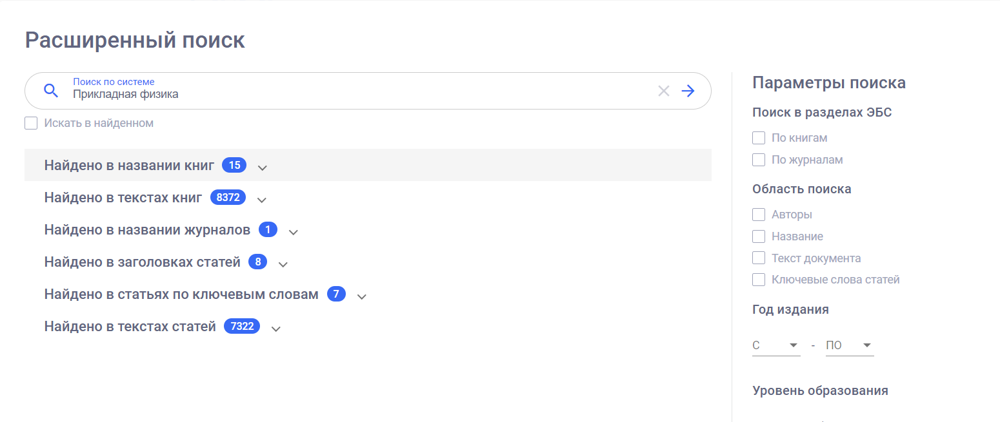 Расширенный поиск
Поиск по системе
Прикладная физика
Искать в найденном
Найдено в названии книг 15
Найдено в текстах книг 8372
Найдено в названии журналов 1
Найдено в заголовках статей 8
Найдено в статьях по ключевым словам 7
Найдено в текстах статей 7322
Параметры поиска
Поиск в разделах ЭБС
По книгам
По журналам
Область поиска
Авторы
Название
Текст документа
Ключевые слова статей
Год издания
С - ПО
Уровень образования